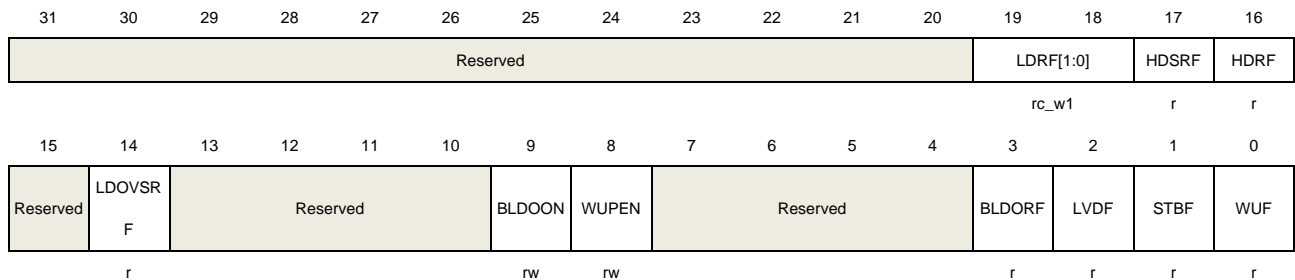 31 30 29 28 27 26 25 24 23 22 21 20 19 18 17 16
Reserved LDRF[1:0] HDSRF HDRF
rc_w1 r r
15 14 13 12 11 10 9 8 7 6 5 4 3 2 1 0
Reserved LDOVSR
F Reserved BLDOON WUPEN Reserved BLDORF LVDF STBF WUF
r rw rw r r r r